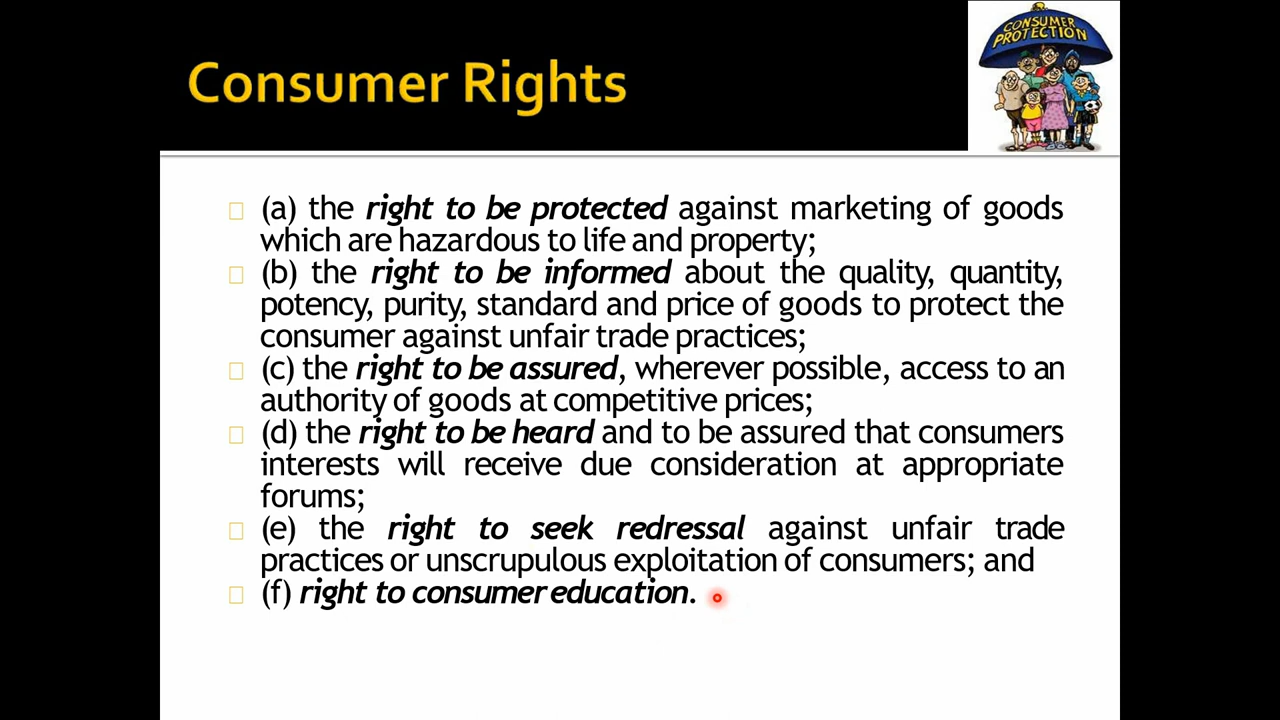 CONSUMER
PROTECTION
Consumer Rights
(a) the right to be protected against marketing of goods
which are hazardous to life and property;
(b) the right to be informed about the quality, quantity,
potency, purity, standard and price of goods to protect the
consumer against unfair trade practices;
(c) the right to be assured, wherever possible, access to an
authority of goods at competitive prices;
(d) the right to be heard and to be assured that consumers
interests will receive due consideration at appropriate
forums;
(e) the right to seek redressal against unfair trade
practices or unscrupulous exploitation of consumers; and
(f) right to consumer education.